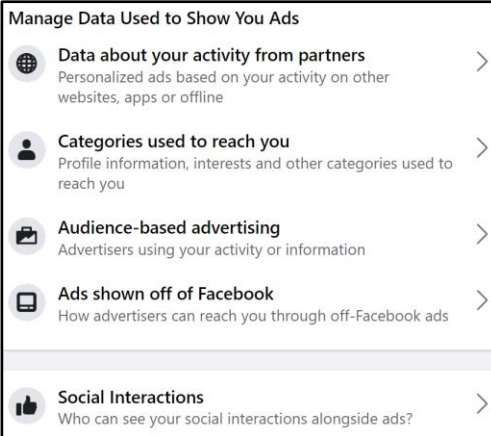 Manage Data Used to Show You Ads
Data about your activity from partners
Personalized ads based on your activity on other
websites, apps or offline
Categories used to reach you
Profile information, interests and other categories used to
reach you
Audience-based advertising
Advertisers using your activity or information
Ads shown off of Facebook
How advertisers can reach you through off-Facebook ads
Social Interactions
Who can see your social interactions alongside ads?